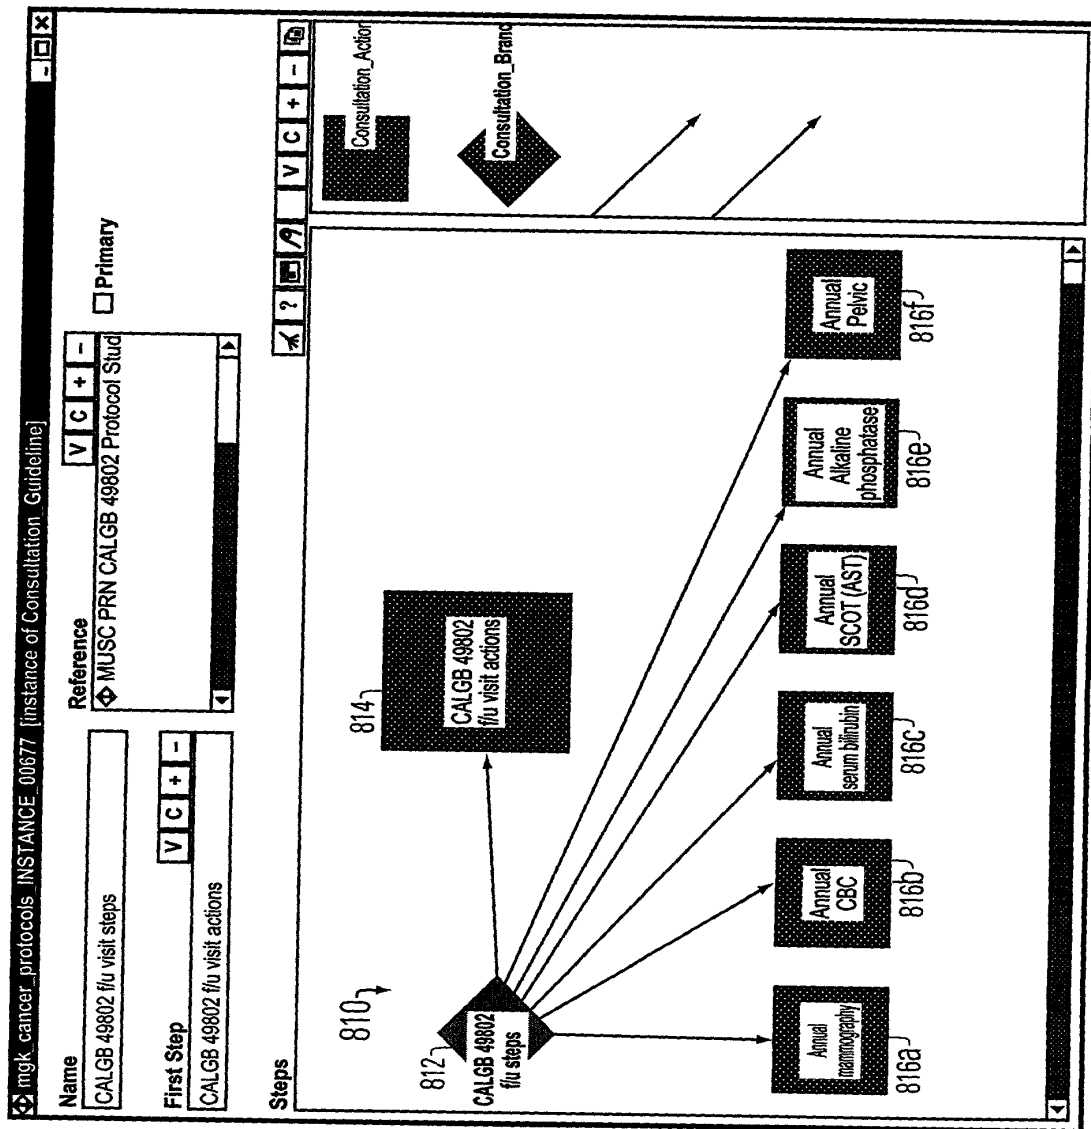 mgk_cancer_protocols_INSTANCE_00677 [instance of Consultation_Guideline]
Name
CALGB 49802 f/u visit steps
Reference
V C + -
MUSC PRN CALGB 49802 Protocol Stud
Primary
First Step
V C + -
CALGB 49802 f/u visit actions
Steps
?
V C + -
810
812
CALGB 49802
f/u steps
814
CALGB 49802
f/u visit actions
Annual
mammography
816a
Annual
CBC
816b
Annual
serum bilirubin
816c
Annual
SCOT (AST)
816d
Annual
Alkaline
phosphatase
816e
Annual
Pelvic
816f
Consultation_Action
Consultation_Branc